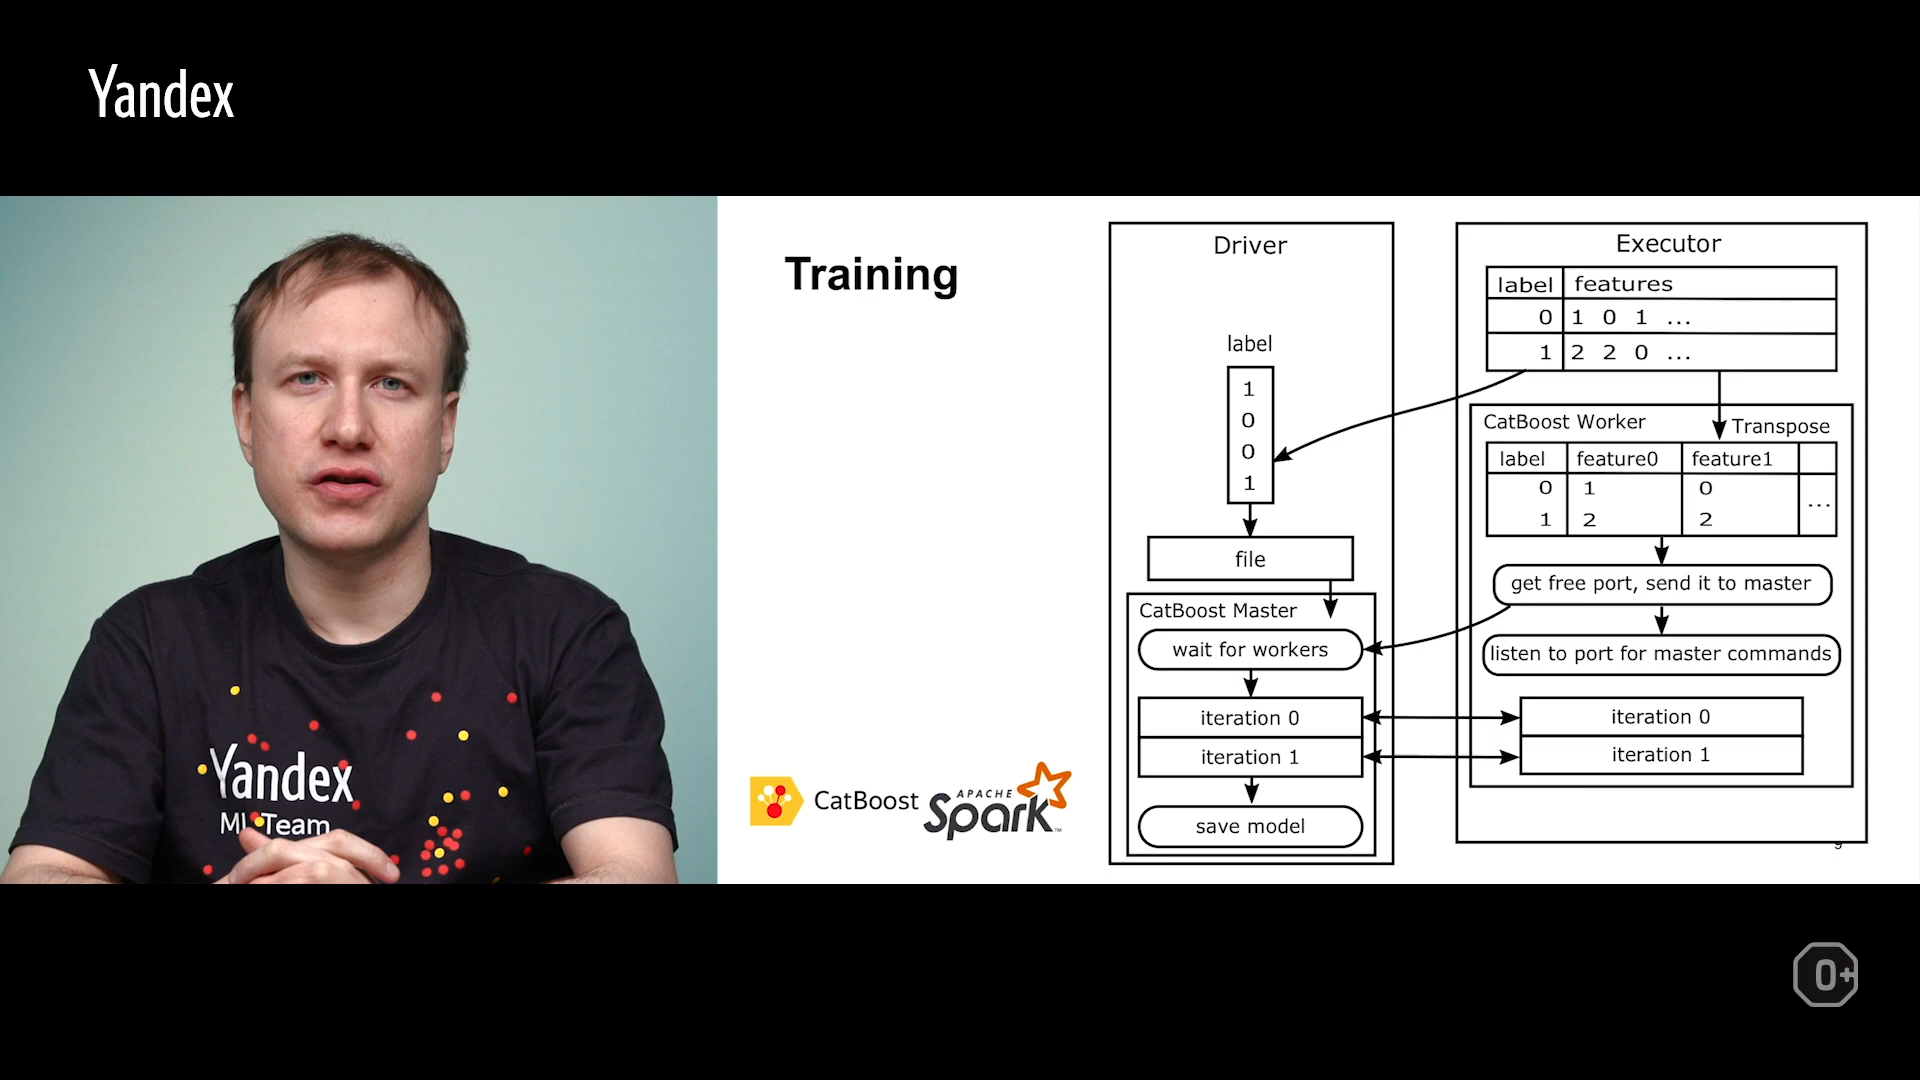 Yandex
Yandex
ML Team
Training
CatBoost
APACHE
Spark
TM
Driver
label
1
0
0
1
file
CatBoost Master
wait for workers
iteration 0
iteration 1
save model
Executor
label features
0 1 0 1 ...
1 2 2 0 ...
CatBoost Worker
Transpose
label feature0 feature1
0 1 0 ...
1 2 2
get free port, send it to master
listen to port for master commands
iteration 0
iteration 1
9
0+